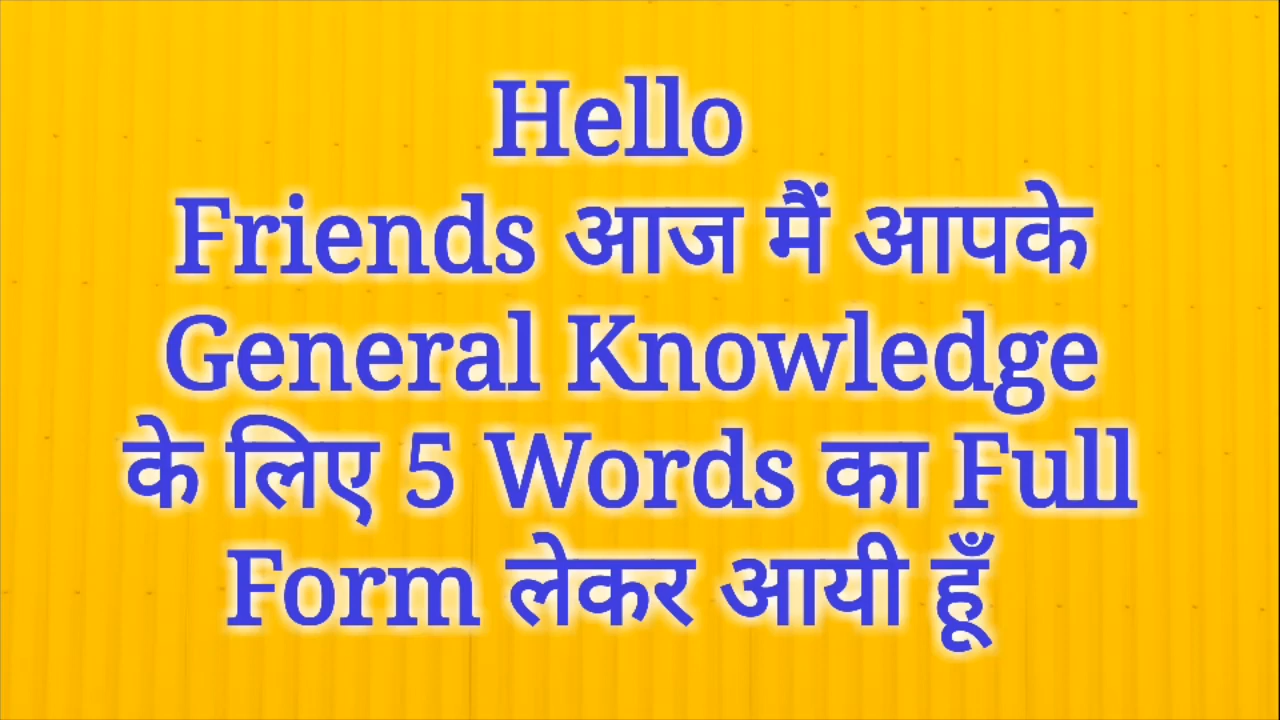 Hello
Friends आज मैं आपके
General Knowledge
के लिए 5 Words का Full
Form लेकर आयी हूँ